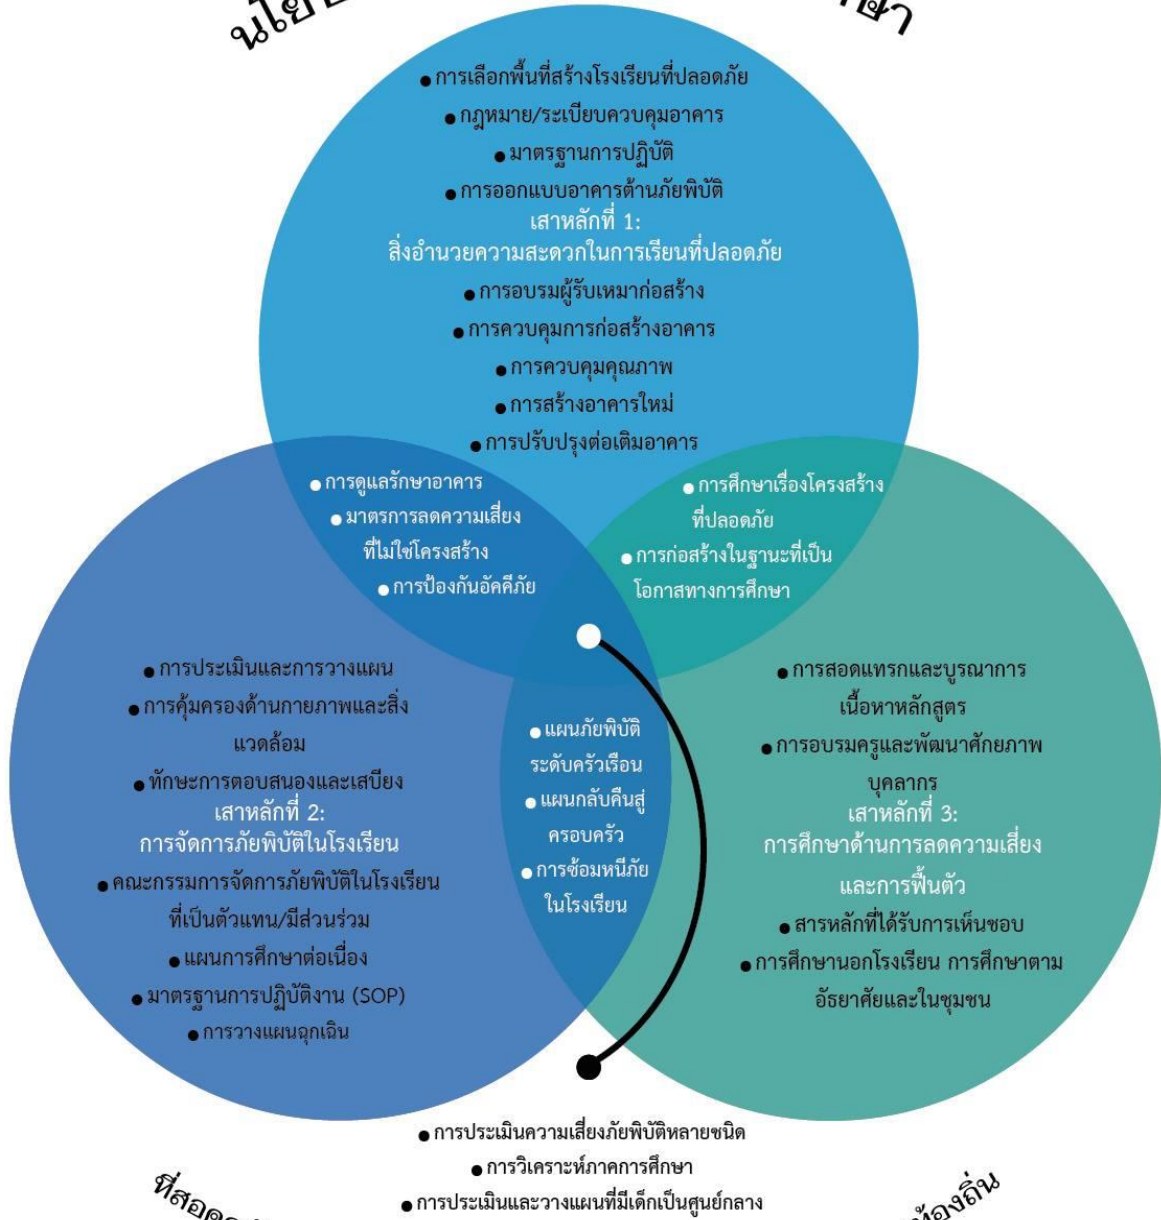 ● การเลือกพื้นที่สร้างโรงเรียนที่ปลอดภัย
● กฎหมาย/ระเบียบควบคุมอาคาร
● มาตรฐานการปฏิบัติ
● การออกแบบอาคารต้านภัยพิบัติ
เสาหลักที่ 1:
สิ่งอำนวยความสะดวกในการเรียนที่ปลอดภัย
● การอบรมผู้รับเหมาก่อสร้าง
● การควบคุมการก่อสร้างอาคาร
● การควบคุมคุณภาพ
● การสร้างอาคารใหม่
● การปรับปรุงต่อเติมอาคาร
● การดูแลรักษาอาคาร
● มาตรการลดความเสี่ยง
ที่ไม่ใช่โครงสร้าง
● การป้องกันอัคคีภัย
● การศึกษาเรื่องโครงสร้าง
ที่ปลอดภัย
● การก่อสร้างในฐานะที่เป็น
โอกาสทางการศึกษา
● การประเมินและการวางแผน
● การคุ้มครองด้านกายภาพและสิ่ง
แวดล้อม
● ทักษะการตอบสนองและเสบียง
เสาหลักที่ 2:
การจัดการภัยพิบัติในโรงเรียน
● คณะกรรมการจัดการภัยพิบัติในโรงเรียน
ที่เป็นตัวแทน/มีส่วนร่วม
● แผนการศึกษาต่อเนื่อง
● มาตรฐานการปฏิบัติงาน (SOP)
● การวางแผนฉุกเฉิน
● แผนภัยพิบัติ
ระดับครัวเรือน
● แผนกลับคืนสู่
ครอบครัว
● การซ้อมหนีภัย
ในโรงเรียน
● การสอดแทรกและบูรณาการ
เนื้อหาหลักสูตร
● การอบรมครูและพัฒนาศักยภาพ
บุคลากร
เสาหลักที่ 3:
การศึกษาด้านการลดความเสี่ยง
และการฟื้นตัว
● สารหลักที่ได้รับการเห็นชอบ
● การศึกษานอกโรงเรียน การศึกษาตาม
อัธยาศัยและในชุมชน
● การประเมินความเสี่ยงภัยพิบัติหลายชนิด
● การวิเคราะห์ภาคการศึกษา
● การประเมินและวางแผนที่มีเด็กเป็นศูนย์กลาง